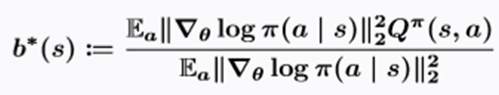 b*(s) := 𝔼ₐ‖∇_θ log π(a | s)‖₂² Q^π(s, a) / 𝔼ₐ‖∇_θ log π(a | s)‖₂²